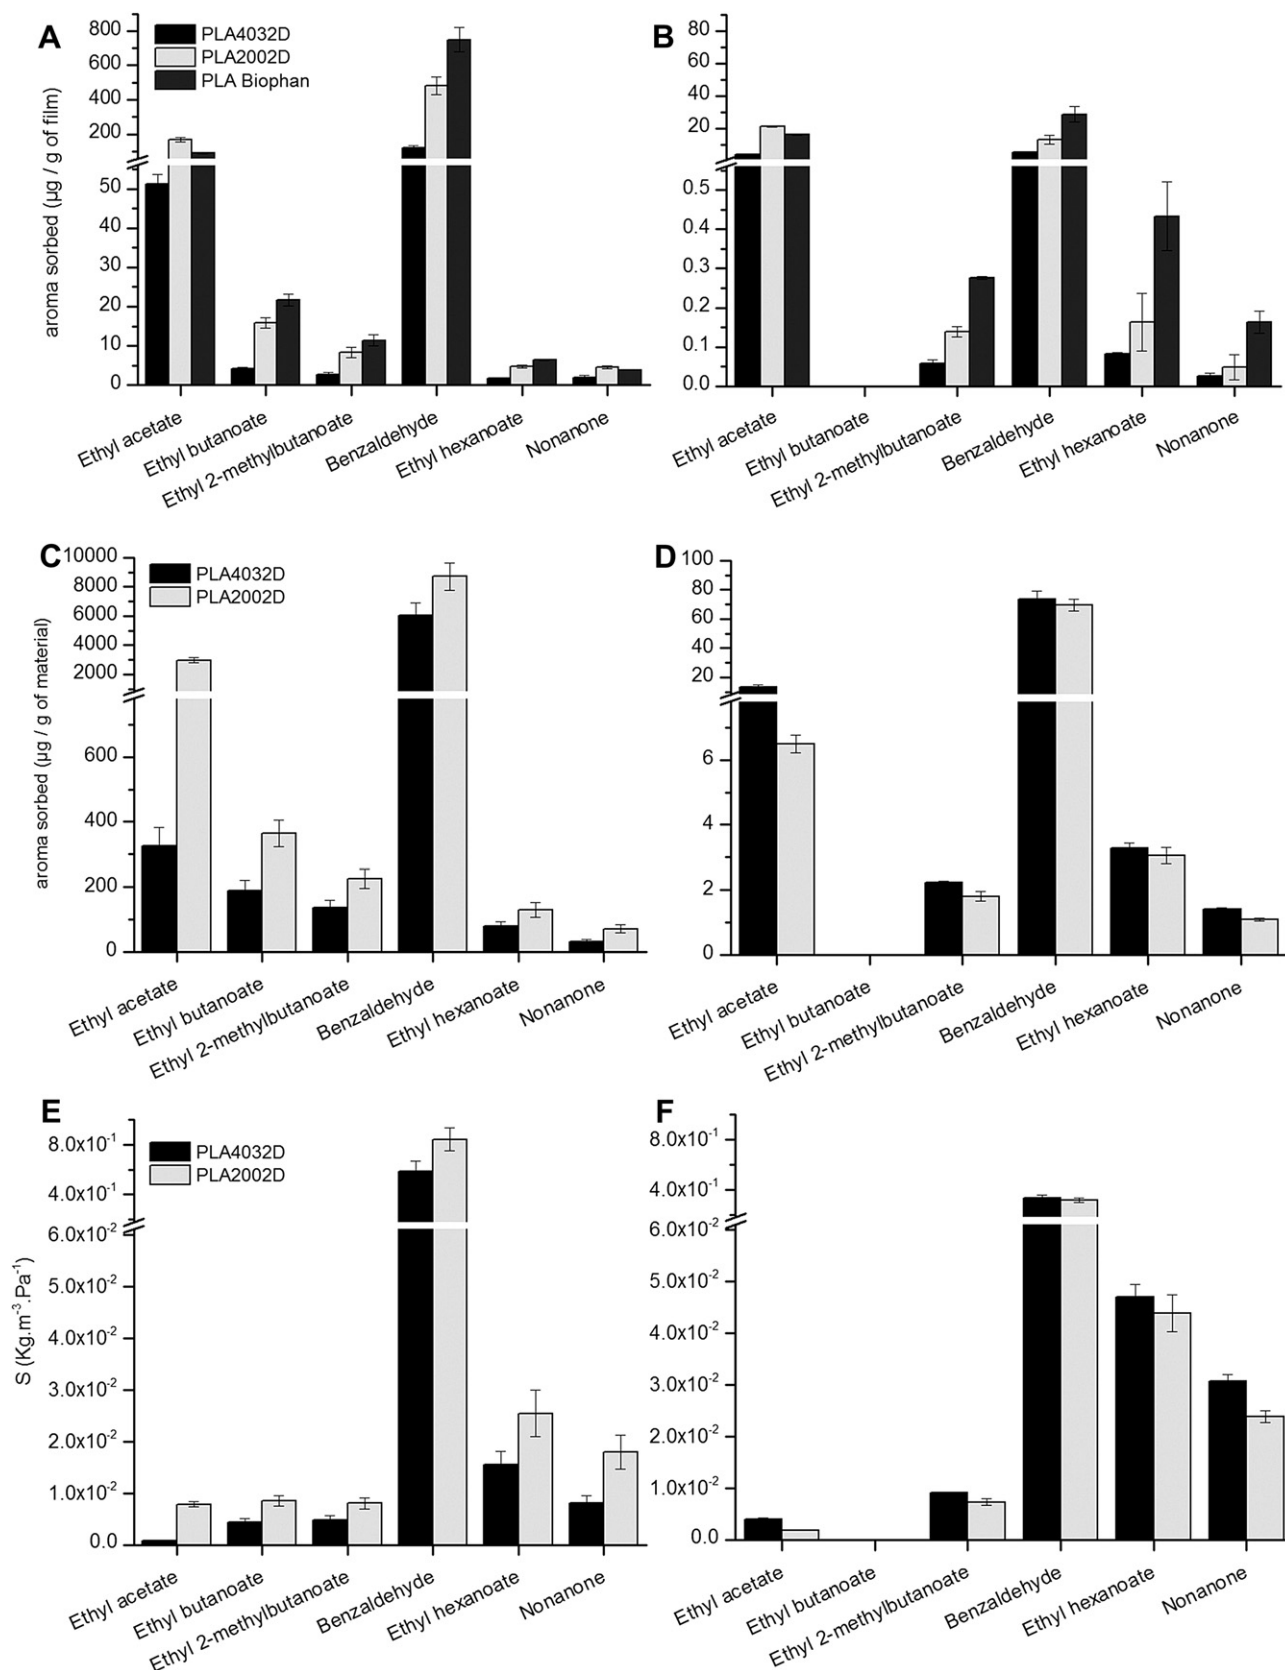 A
PLA4032D
PLA2002D
PLA Biophan
aroma sorbed (µg / g of film)
800
600
400
200
50
40
30
20
10
0
Ethyl acetate
Ethyl butanoate
Ethyl 2-methylbutanoate
Benzaldehyde
Ethyl hexanoate
Nonanone
B
80
60
40
20
0.5
0.4
0.3
0.2
0.1
0.0
Ethyl acetate
Ethyl butanoate
Ethyl 2-methylbutanoate
Benzaldehyde
Ethyl hexanoate
Nonanone
C
PLA4032D
PLA2002D
aroma sorbed (µg / g of material)
10000
8000
6000
4000
2000
600
400
200
0
Ethyl acetate
Ethyl butanoate
Ethyl 2-methylbutanoate
Benzaldehyde
Ethyl hexanoate
Nonanone
D
100
80
60
40
20
6
4
2
0
Ethyl acetate
Ethyl butanoate
Ethyl 2-methylbutanoate
Benzaldehyde
Ethyl hexanoate
Nonanone
E
PLA4032D
PLA2002D
S (Kg.m⁻³.Pa⁻¹)
8.0x10⁻¹
4.0x10⁻¹
6.0x10⁻²
5.0x10⁻²
4.0x10⁻²
3.0x10⁻²
2.0x10⁻²
1.0x10⁻²
0.0
Ethyl acetate
Ethyl butanoate
Ethyl 2-methylbutanoate
Benzaldehyde
Ethyl hexanoate
Nonanone
F
8.0x10⁻¹
4.0x10⁻¹
6.0x10⁻²
5.0x10⁻²
4.0x10⁻²
3.0x10⁻²
2.0x10⁻²
1.0x10⁻²
0.0
Ethyl acetate
Ethyl butanoate
Ethyl 2-methylbutanoate
Benzaldehyde
Ethyl hexanoate
Nonanone